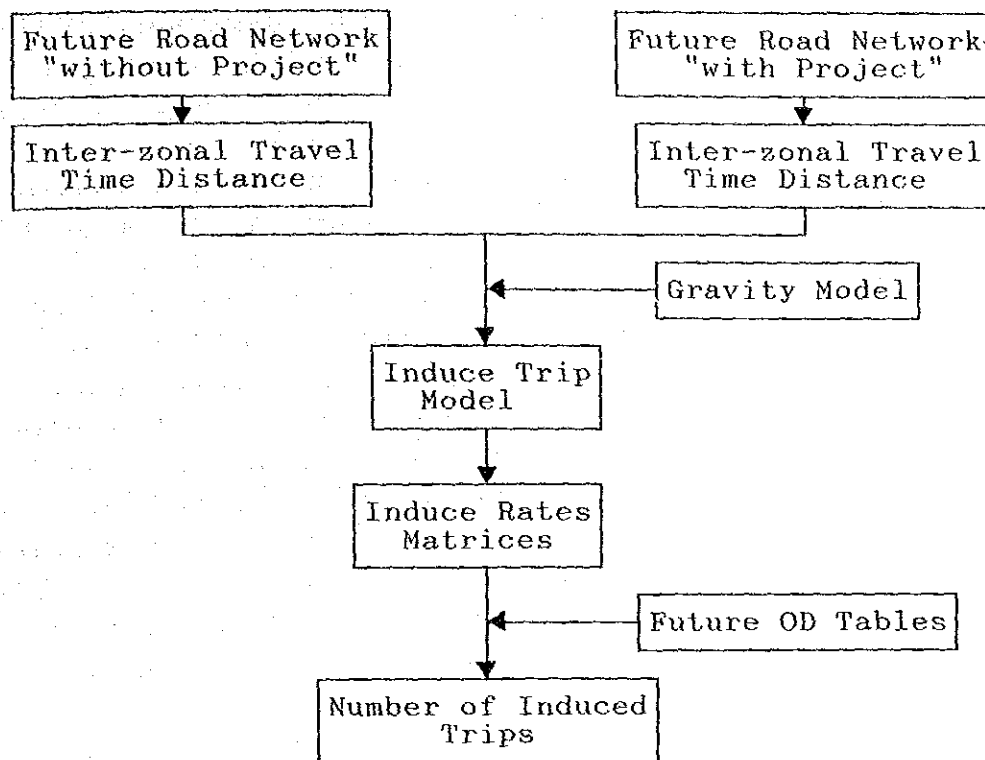 Future Road Network
"without Project"
Future Road Network
"with Project"
Inter-zonal Travel
Time Distance
Inter-zonal Travel
Time Distance
Gravity Model
Induce Trip
Model
Induce Rates
Matrices
Future OD Tables
Number of Induced
Trips